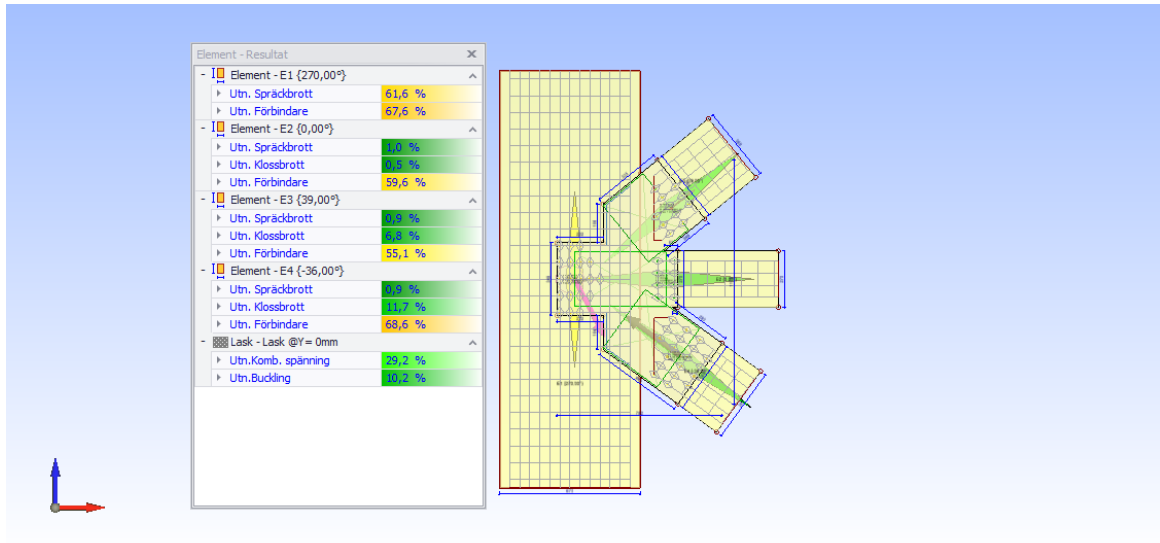 Element - Resultat
Element - E1 {270,00°}
Utn. Spräckbrott 61,6 %
Utn. Förbindare 67,6 %
Element - E2 {0,00°}
Utn. Spräckbrott 1,0 %
Utn. Klossbrott 0,5 %
Utn. Förbindare 59,6 %
Element - E3 {39,00°}
Utn. Spräckbrott 0,9 %
Utn. Klossbrott 6,8 %
Utn. Förbindare 55,1 %
Element - E4 {-36,00°}
Utn. Spräckbrott 0,9 %
Utn. Klossbrott 11,7 %
Utn. Förbindare 68,6 %
Lask - Lask @Y= 0mm
Utn.Komb. spänning 29,2 %
Utn.Buckling 10,2 %